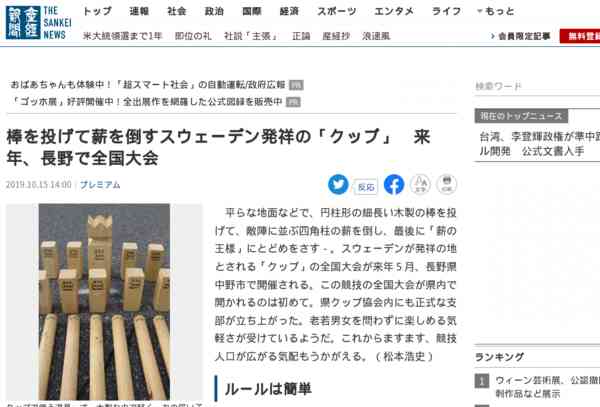 産經新聞
THE SANKEI NEWS
トップ 速報 社会 政治 国際 経済 スポーツ エンタメ ライフ もっと
米大統領選まで1年 即位の礼 社説「主張」 正論 産経抄 浪速風
会員限定記事
無料
おばあちゃんも体験中！「超スマート社会」の自動運転/政府広報 PR
「ゴッホ展」好評開催中！全出展作を網羅した公式図録を販売中 PR
検索ワード
現在のトップニュース
台湾、李登輝政権が準中距
ル開発 公式文書入手
棒を投げて薪を倒すスウェーデン発祥の「クッブ」 来
年、長野で全国大会
2019.10.15 14:00 プレミアム
反応
文字
印刷
平らな地面などで、円柱形の細長い木製の棒を投
げて、敵陣に並ぶ四角柱の薪を倒し、最後に「薪の
王様」にとどめをさす－。スウェーデンが発祥の地
とされる「クッブ」の全国大会が来年５月、長野県
中野市で開催される。この競技の全国大会が県内で
開かれるのは初めて。県クッブ協会内にも正式な支
部が立ち上がった。老若男女を問わずに楽しめる気
軽さが受けているようだ。これからますます、競技
人口が広がる気配もうかがえる。（松本浩史）
ルールは簡単
ランキング
1 ウィーン芸術展、公認撤回
刺作品など展示